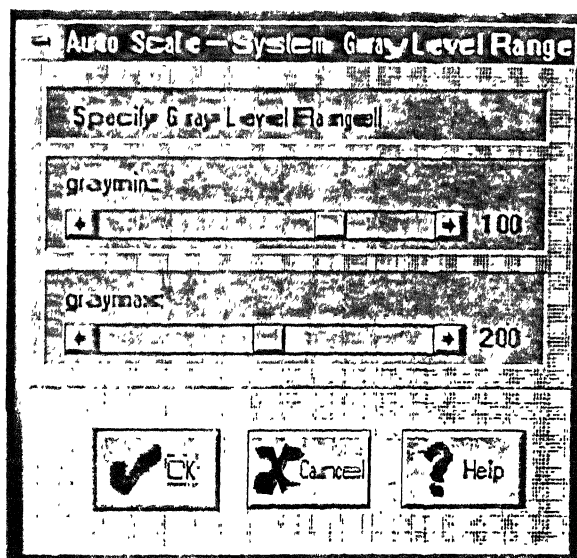 Auto Scale-System Gray Level Range
Specify Gray Level Range
graymin:
100
graymax:
200
OK
Cancel
Help